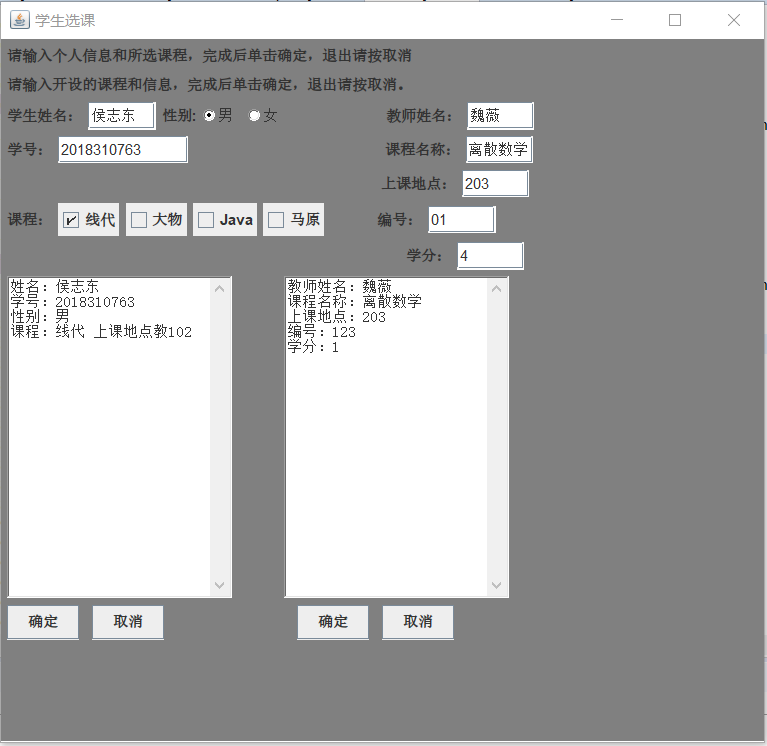 学生选课
请输入个人信息和所选课程，完成后单击确定，退出请按取消
请输入开设的课程和信息，完成后单击确定，退出请按取消。
学生姓名： 侯志东 性别: 男 女 教师姓名： 魏薇
学号： 2018310763 课程名称： 离散数学
上课地点： 203
课程： 线代 大物 Java 马原 编号： 01
学分： 4
姓名：侯志东
学号：2018310763
性别：男
课程：线代 上课地点教102
教师姓名：魏薇
课程名称：离散数学
上课地点：203
编号：123
学分：1
确定 取消 确定 取消